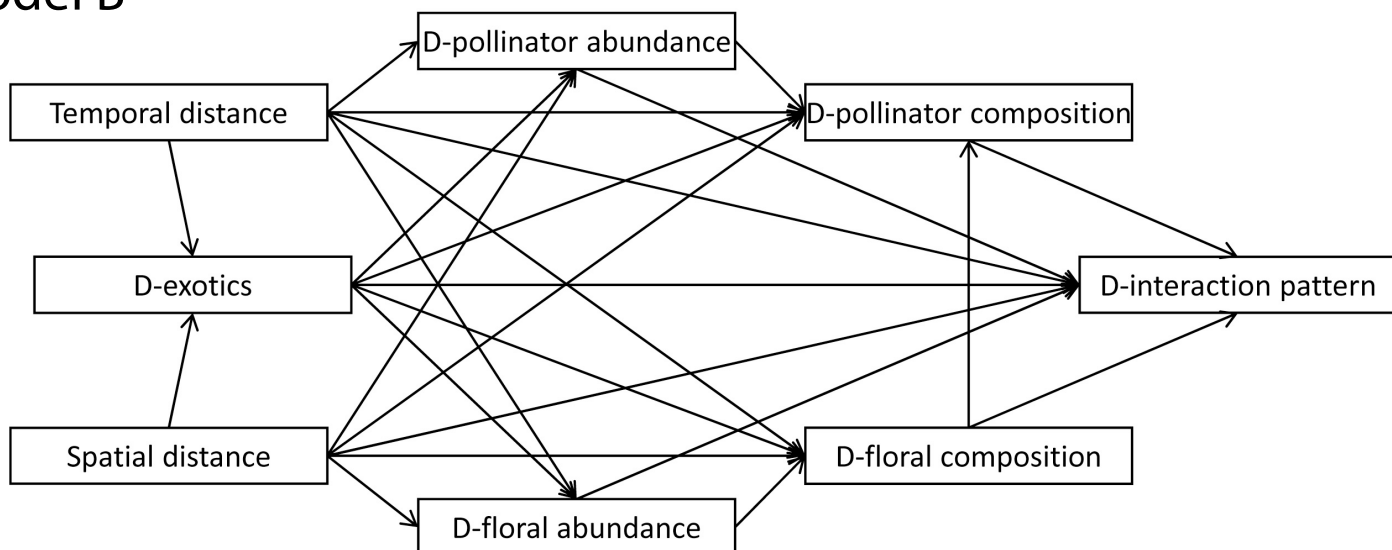 D-pollinator abundance
Temporal distance
D-pollinator composition
D-exotics
D-interaction pattern
Spatial distance
D-floral composition
D-floral abundance